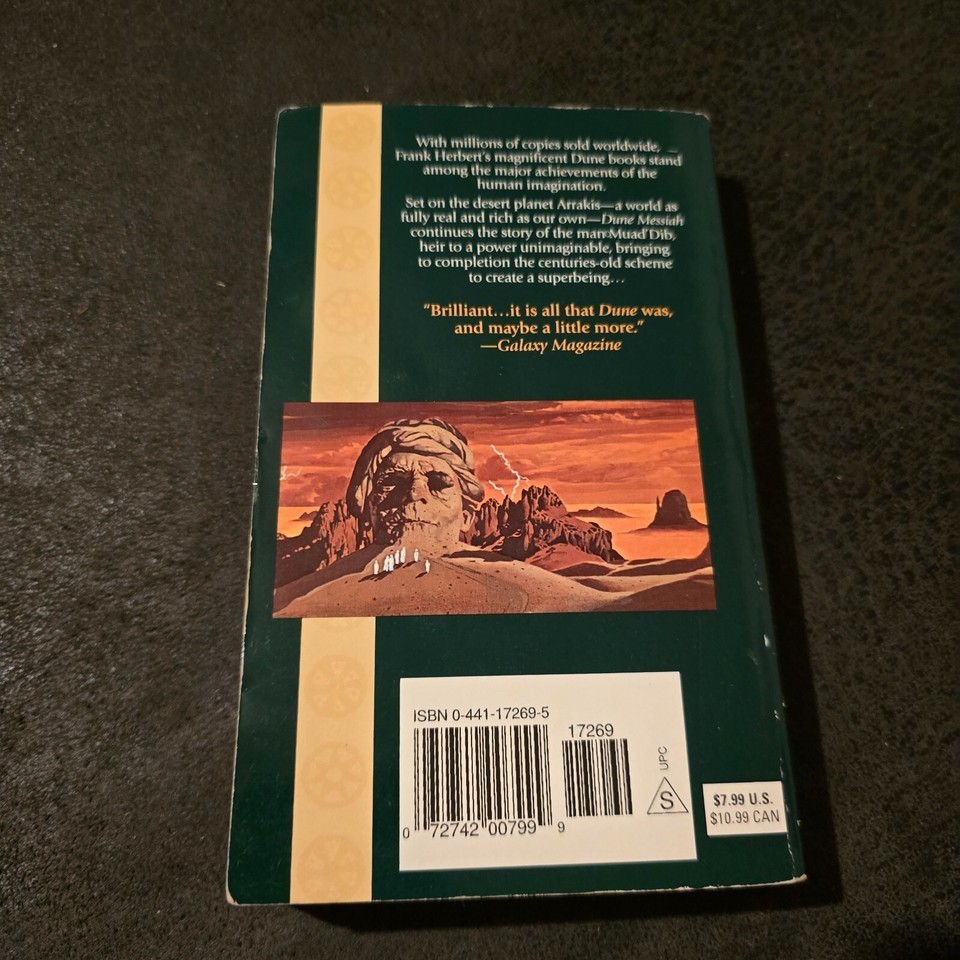 With millions of copies sold worldwide,
Frank Herbert's magnificent Dune books stand
among the major achievements of the
human imagination.
Set on the desert planet Arrakis—a world as
fully real and rich as our own—Dune Messiah
continues the story of the man Muad'Dib,
heir to a power unimaginable, bringing
to completion the centuries-old scheme
to create a superbeing...
"Brilliant...it is all that Dune was,
and maybe a little more."
—Galaxy Magazine
ISBN 0-441-17269-5
17269
0 72742 00799 9
UPC
S
$7.99 U.S.
$10.99 CAN